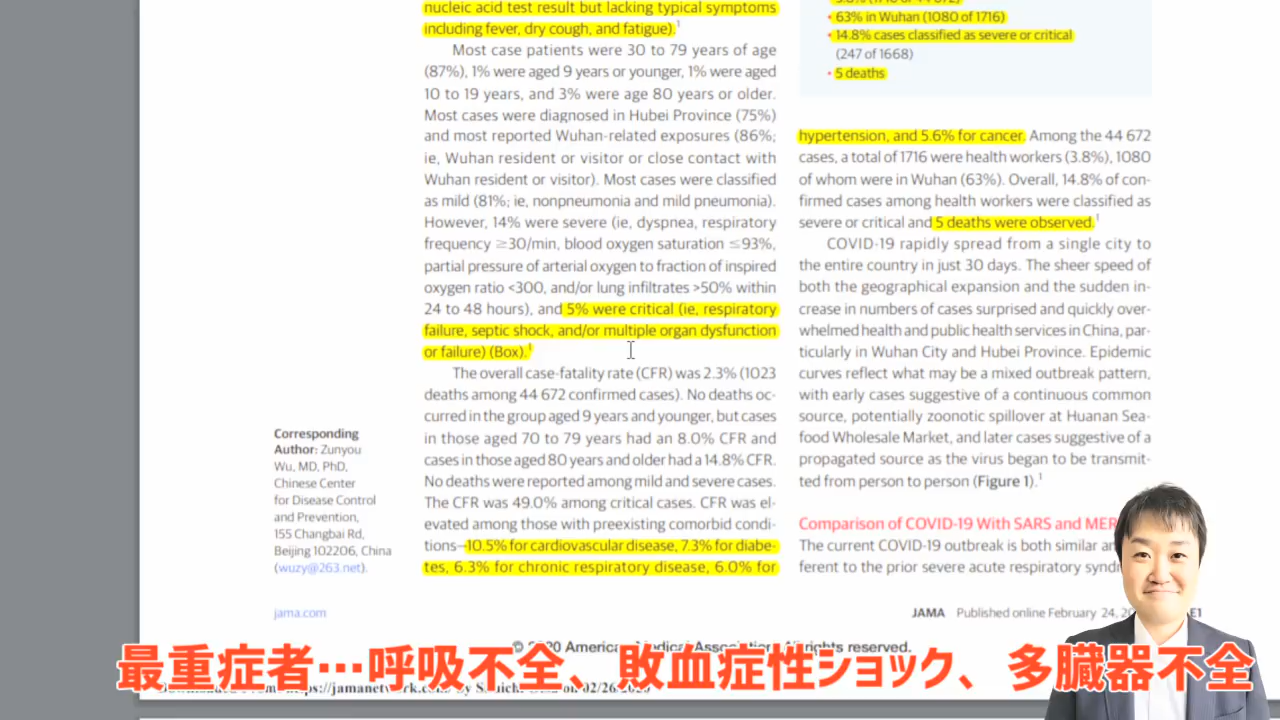 nucleic acid test result but lacking typical symptoms
including fever, dry cough, and fatigue).1
Most case patients were 30 to 79 years of age
(87%), 1% were aged 9 years or younger, 1% were aged
10 to 19 years, and 3% were age 80 years or older.
Most cases were diagnosed in Hubei Province (75%)
and most reported Wuhan-related exposures (86%;
ie, Wuhan resident or visitor or close contact with
Wuhan resident or visitor). Most cases were classified
as mild (81%; ie, nonpneumonia and mild pneumonia).
However, 14% were severe (ie, dyspnea, respiratory
frequency ≥30/min, blood oxygen saturation ≤93%,
partial pressure of arterial oxygen to fraction of inspired
oxygen ratio <300, and/or lung infiltrates >50% within
24 to 48 hours), and 5% were critical (ie, respiratory
failure, septic shock, and/or multiple organ dysfunction
or failure) (Box).1
The overall case-fatality rate (CFR) was 2.3% (1023
deaths among 44 672 confirmed cases). No deaths oc-
curred in the group aged 9 years and younger, but cases
in those aged 70 to 79 years had an 8.0% CFR and
cases in those aged 80 years and older had a 14.8% CFR.
No deaths were reported among mild and severe cases.
The CFR was 49.0% among critical cases. CFR was el-
evated among those with preexisting comorbid condi-
tions—10.5% for cardiovascular disease, 7.3% for diabe-
tes, 6.3% for chronic respiratory disease, 6.0% for
• 63% in Wuhan (1080 of 1716)
• 14.8% cases classified as severe or critical
(247 of 1668)
• 5 deaths
hypertension, and 5.6% for cancer. Among the 44 672
cases, a total of 1716 were health workers (3.8%), 1080
of whom were in Wuhan (63%). Overall, 14.8% of con-
firmed cases among health workers were classified as
severe or critical and 5 deaths were observed.1
COVID-19 rapidly spread from a single city to
the entire country in just 30 days. The sheer speed of
both the geographical expansion and the sudden in-
crease in numbers of cases surprised and quickly over-
whelmed health and public health services in China, par-
ticularly in Wuhan City and Hubei Province. Epidemic
curves reflect what may be a mixed outbreak pattern,
with early cases suggestive of a continuous common
source, potentially zoonotic spillover at Huanan Sea-
food Wholesale Market, and later cases suggestive of a
propagated source as the virus began to be transmit-
ted from person to person (Figure 1).1
Comparison of COVID-19 With SARS and MER
The current COVID-19 outbreak is both similar an
ferent to the prior severe acute respiratory synd
Corresponding
Author: Zunyou
Wu, MD, PhD,
Chinese Center
for Disease Control
and Prevention,
155 Changbai Rd,
Beijing 102206, China
(wuzy@263.net).
jama.com
JAMA Published online February 24, E1
© 2020 American Medical Association. All rights reserved.
最重症者…呼吸不全、敗血症性ショック、多臓器不全